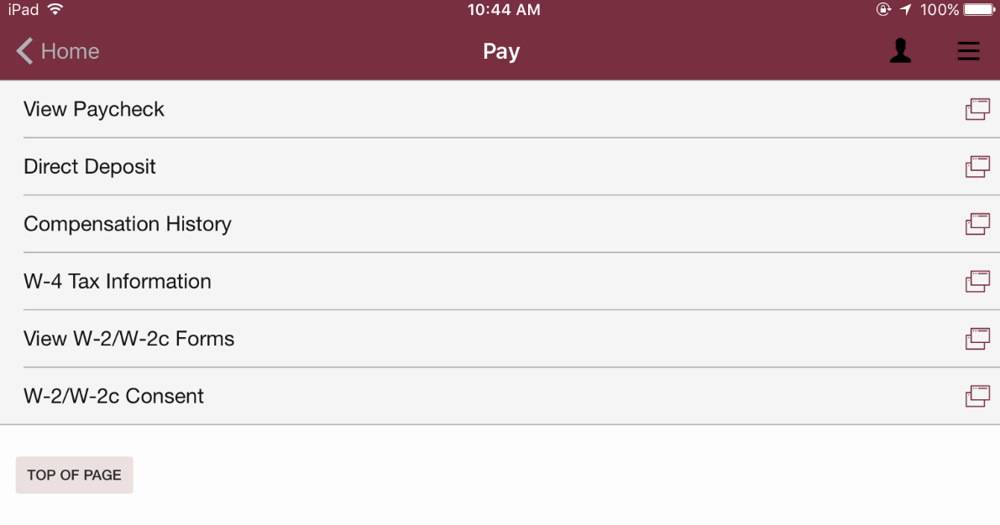 iPad 10:44 AM 100%
Home Pay
View Paycheck
Direct Deposit
Compensation History
W-4 Tax Information
View W-2/W-2c Forms
W-2/W-2c Consent
TOP OF PAGE